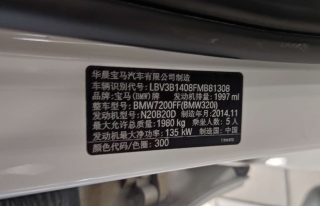 华晨宝马汽车有限公司制造
车辆识别代号: LBV3B1408FMB81308
品牌: 宝马(BMW)牌 发动机排量: 1997 ml
整车型号: BMW7200FF(BMW320i)
发动机型号: N20B20D 制造年月: 2014.11
最大允许总质量: 1980 kg 乘坐人数: 5 人
发动机最大净功率: 135 kW 制造国: 中国
颜色代码/色圈: 300